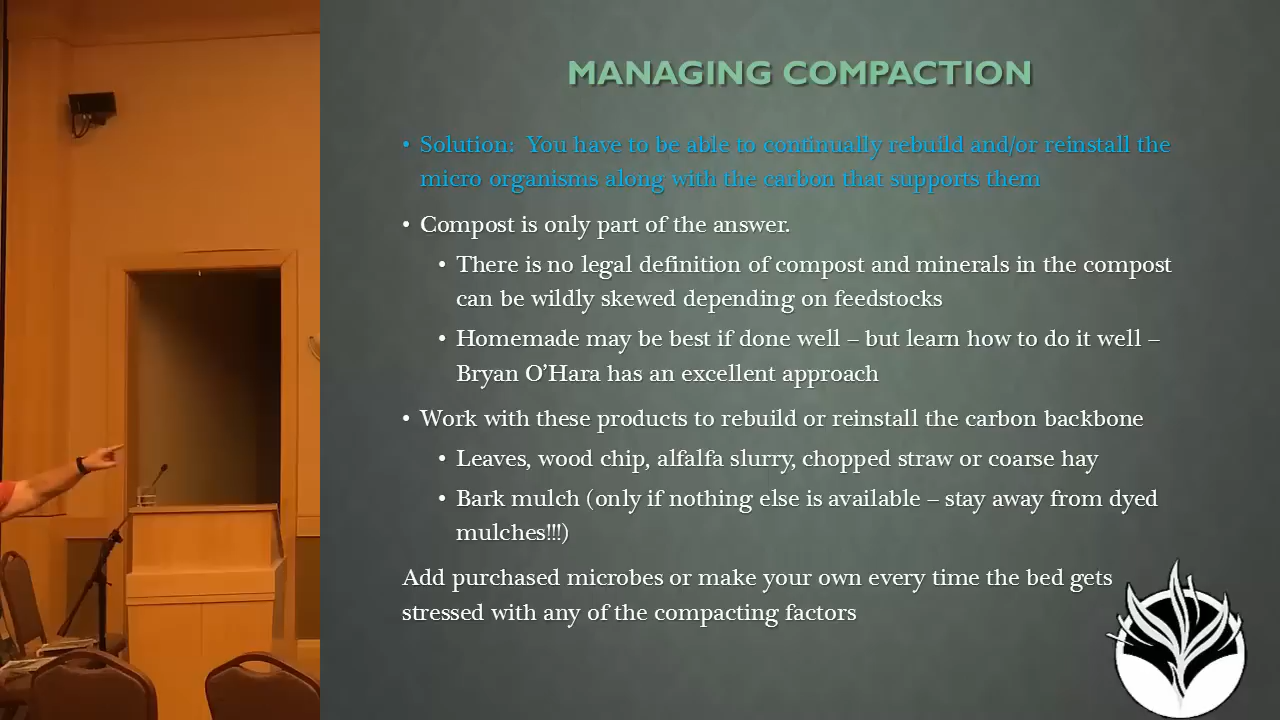 MANAGING COMPACTION
• Solution: You have to be able to continually rebuild and/or reinstall the
micro organisms along with the carbon that supports them
• Compost is only part of the answer.
• There is no legal definition of compost and minerals in the compost
can be wildly skewed depending on feedstocks
• Homemade may be best if done well – but learn how to do it well –
Bryan O’Hara has an excellent approach
• Work with these products to rebuild or reinstall the carbon backbone
• Leaves, wood chip, alfalfa slurry, chopped straw or coarse hay
• Bark mulch (only if nothing else is available – stay away from dyed
mulches!!!)
Add purchased microbes or make your own every time the bed gets
stressed with any of the compacting factors